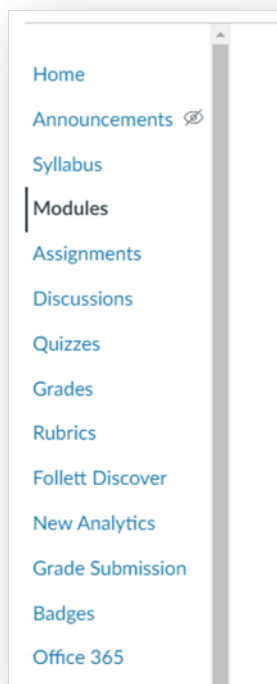 Home
Announcements
Syllabus
Modules
Assignments
Discussions
Quizzes
Grades
Rubrics
Follett Discover
New Analytics
Grade Submission
Badges
Office 365